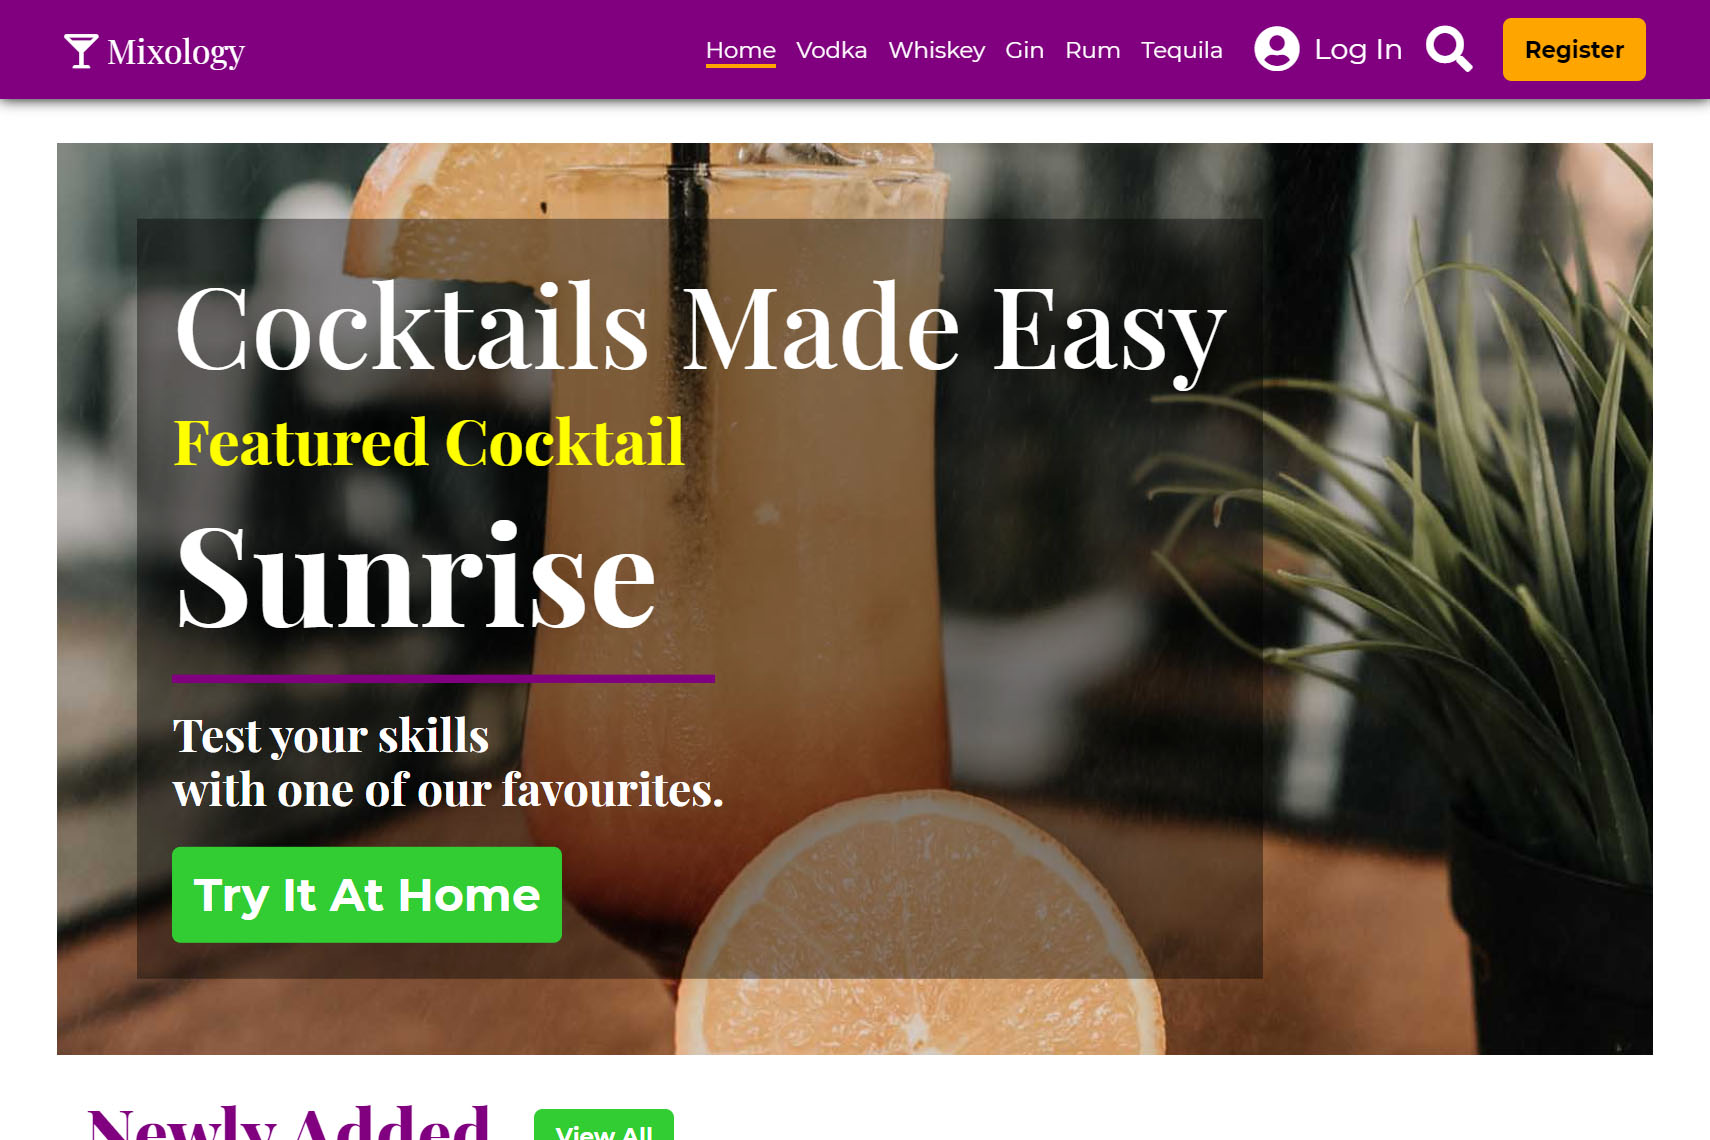 Mixology
Home Vodka Whiskey Gin Rum Tequila Log In Register
Cocktails Made Easy
Featured Cocktail
Sunrise
Test your skills
with one of our favourites.
Try It At Home
Newly Added
View All